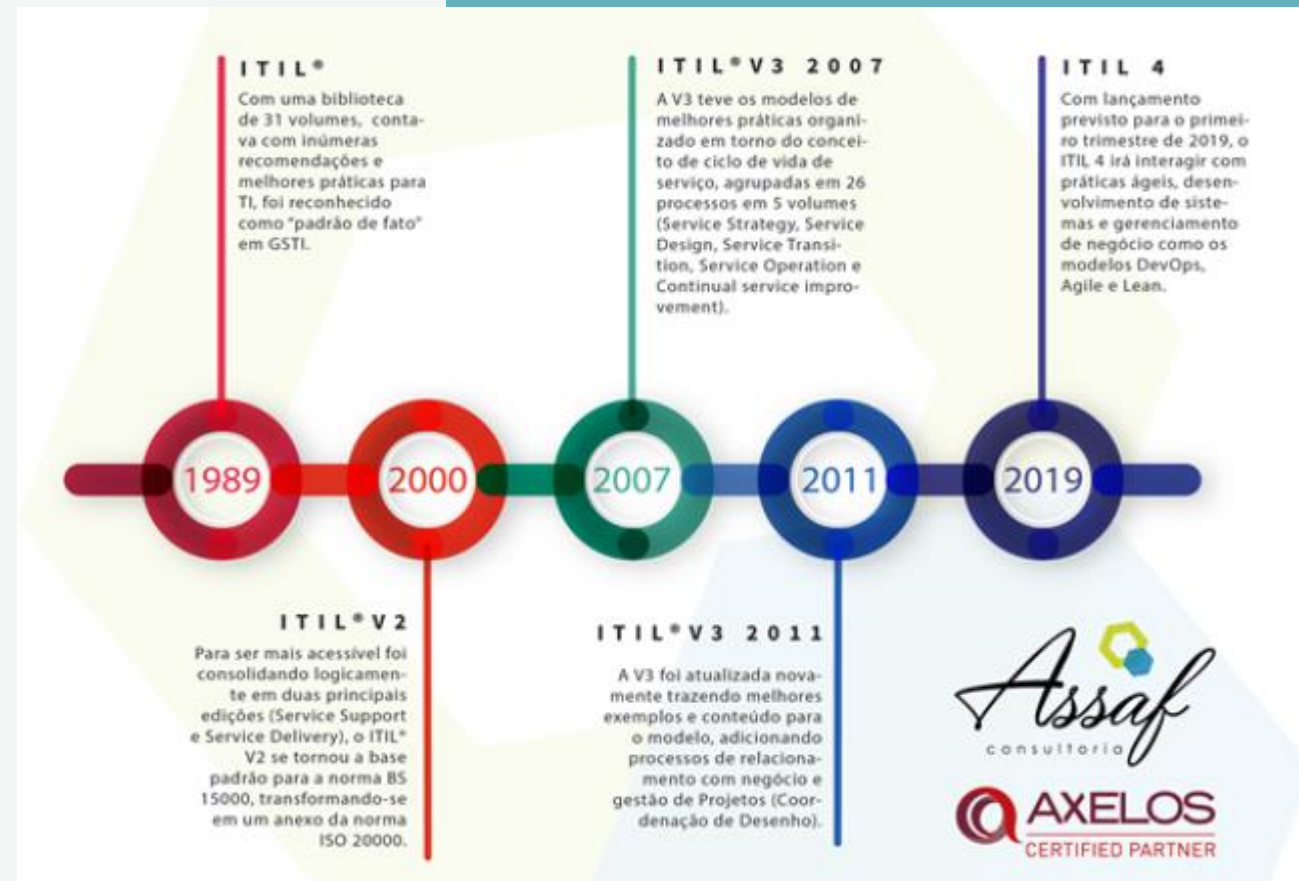 ITIL®
Com uma biblioteca
de 31 volumes, conta-
va com inúmeras
recomendações e
melhores práticas para
TI, foi reconhecido
como "padrão de fato"
em GSTI.
ITIL®V3 2007
A V3 teve os modelos de
melhores práticas organi-
zado em torno do concei-
to de ciclo de vida de
serviço, agrupadas em 26
processos em 5 volumes
(Service Strategy, Service
Design, Service Transi-
tion, Service Operation e
Continual service impro-
vement).
ITIL 4
Com lançamento
previsto para o primei-
ro trimestre de 2019, o
ITIL 4 irá interagir com
práticas ágeis, desen-
volvimento de siste-
mas e gerenciamento
de negócio como os
modelos DevOps,
Agile e Lean.
1989
2000
2007
2011
2019
ITIL®V2
Para ser mais acessível foi
consolidando logicamen-
te em duas principais
edições (Service Support
e Service Delivery), o ITIL®
V2 se tornou a base
padrão para a norma BS
15000, transformando-se
em um anexo da norma
ISO 20000.
ITIL®V3 2011
A V3 foi atualizada nova-
mente trazendo melhores
exemplos e conteúdo para
o modelo, adicionando
processos de relaciona-
mento com negócio e
gestão de Projetos (Coor-
denação de Desenho).
Assaf
consultoria
AXELOS
CERTIFIED PARTNER